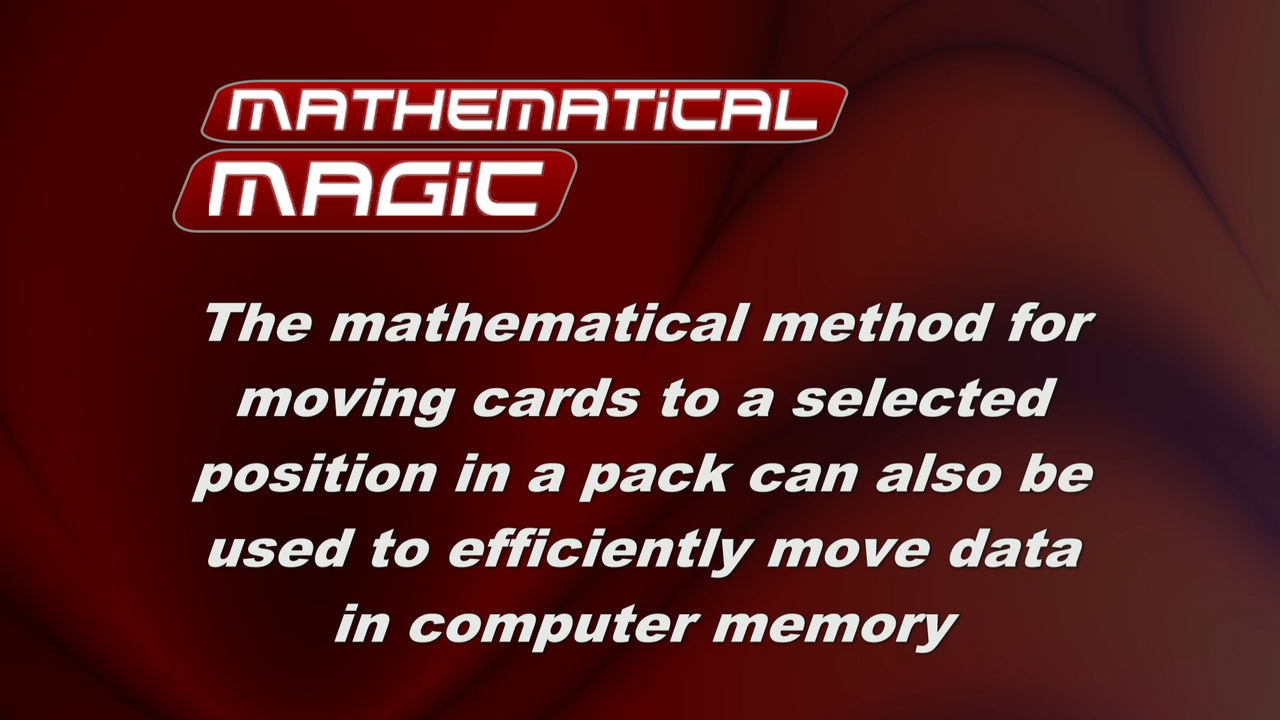 MATHEMATICAL
MAGIC
The mathematical method for
moving cards to a selected
position in a pack can also be
used to efficiently move data
in computer memory